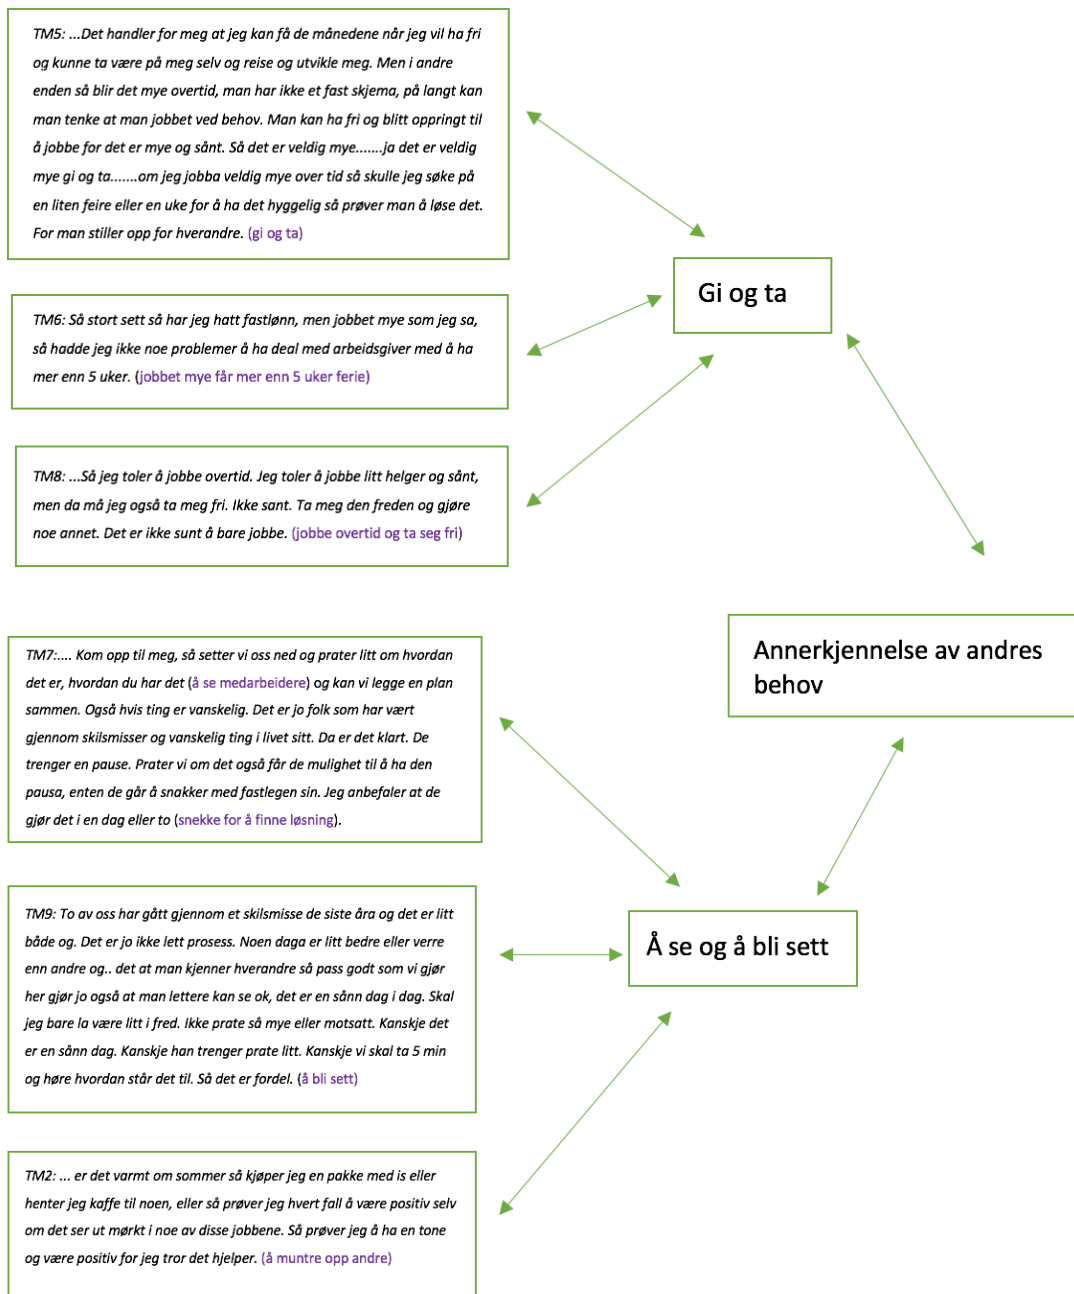 TM5: ...Det handler for meg at jeg kan få de månedene når jeg vil ha fri
og kunne ta være på meg selv og reise og utvikle meg. Men i andre
enden så blir det mye overtid, man har ikke et fast skjema, på langt kan
man tenke at man jobbet ved behov. Man kan ha fri og blitt oppringt til
å jobbe for det er mye og sånt. Så det er veldig mye.......ja det er veldig
mye gi og ta.......om jeg jobba veldig mye over tid så skulle jeg søke på
en liten feire eller en uke for å ha det hyggelig så prøver man å løse det.
For man stiller opp for hverandre. (gi og ta)
Gi og ta
TM6: Så stort sett så har jeg hatt fastlønn, men jobbet mye som jeg sa,
så hadde jeg ikke noe problemer å ha deal med arbeidsgiver med å ha
mer enn 5 uker. (jobbet mye får mer enn 5 uker ferie)
TM8: ...Så jeg toler å jobbe overtid. Jeg toler å jobbe litt helger og sånt,
men da må jeg også ta meg fri. Ikke sant. Ta meg den freden og gjøre
noe annet. Det er ikke sunt å bare jobbe. (jobbe overtid og ta seg fri)
Annerkjennelse av andres
behov
TM7:.... Kom opp til meg, så setter vi oss ned og prater litt om hvordan
det er, hvordan du har det (å se medarbeidere) og kan vi legge en plan
sammen. Også hvis ting er vanskelig. Det er jo folk som har vært
gjennom skilsmisser og vanskelig ting i livet sitt. Da er det klart. De
trenger en pause. Prater vi om det også får de mulighet til å ha den
pausa, enten de går å snakker med fastlegen sin. Jeg anbefaler at de
gjør det i en dag eller to (snekke for å finne løsning).
TM9: To av oss har gått gjennom et skilsmisse de siste åra og det er litt
både og. Det er jo ikke lett prosess. Noen daga er litt bedre eller verre
enn andre og.. det at man kjenner hverandre så pass godt som vi gjør
her gjør jo også at man lettere kan se ok, det er en sånn dag i dag. Skal
jeg bare la være litt i fred. Ikke prate så mye eller motsatt. Kanskje det
er en sånn dag. Kanskje han trenger prate litt. Kanskje vi skal ta 5 min
og høre hvordan står det til. Så det er fordel. (å bli sett)
Å se og å bli sett
TM2: ... er det varmt om sommer så kjøper jeg en pakke med is eller
henter jeg kaffe til noen, eller så prøver jeg hvert fall å være positiv selv
om det ser ut mørkt i noe av disse jobbene. Så prøver jeg å ha en tone
og være positiv for jeg tror det hjelper. (å muntre opp andre)